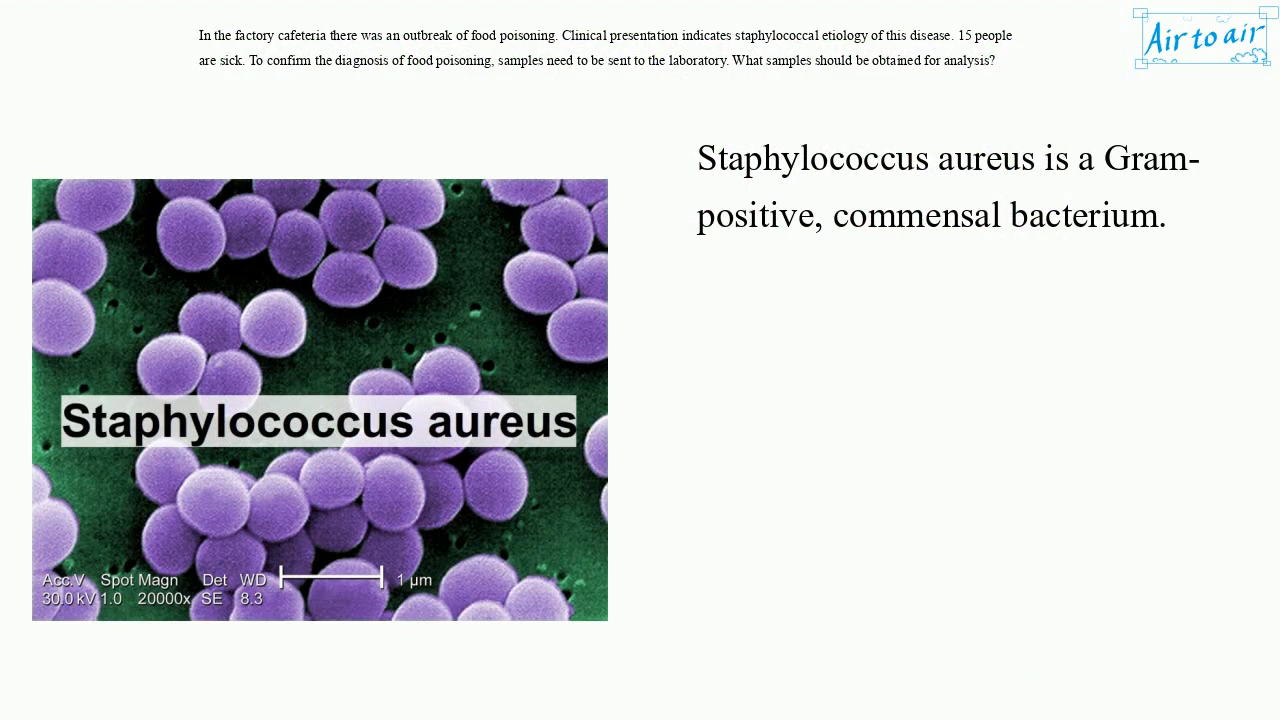 In the factory cafeteria there was an outbreak of food poisoning. Clinical presentation indicates staphylococcal etiology of this disease. 15 people
are sick. To confirm the diagnosis of food poisoning, samples need to be sent to the laboratory. What samples should be obtained for analysis?
Air to air
Staphylococcus aureus is a Gram-
positive, commensal bacterium.
Staphylococcus aureus
Acc.V Spot Magn Det WD 1 µm
30.0 kV 1.0 20000x SE 8.3